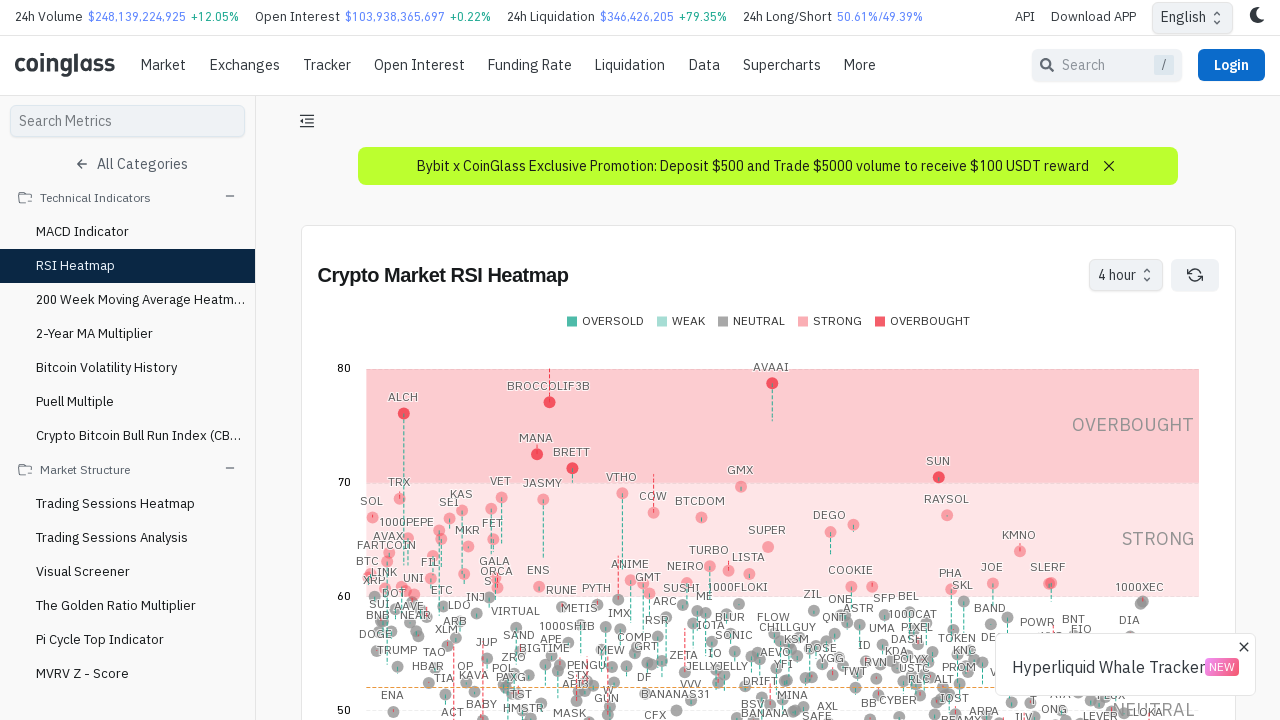 24h Volume $248,139,224,925 +12.05% Open Interest $103,938,365,697 +0.22% 24h Liquidation $346,426,205 +79.35% 24h Long/Short 50.61%/49.39% API Download APP English
coinglass Market Exchanges Tracker Open Interest Funding Rate Liquidation Data Supercharts More Search / Login
Search Metrics
All Categories
Technical Indicators
MACD Indicator
RSI Heatmap
200 Week Moving Average Heatm...
2-Year MA Multiplier
Bitcoin Volatility History
Puell Multiple
Crypto Bitcoin Bull Run Index (CB...
Market Structure
Trading Sessions Heatmap
Trading Sessions Analysis
Visual Screener
The Golden Ratio Multiplier
Pi Cycle Top Indicator
MVRV Z - Score
Bybit x CoinGlass Exclusive Promotion: Deposit $500 and Trade $5000 volume to receive $100 USDT reward
Crypto Market RSI Heatmap
4 hour
OVERSOLD WEAK NEUTRAL STRONG OVERBOUGHT
80
AVAAI
BROCCOLIF3B
ALCH
OVERBOUGHT
MANA
BRETT
SUN
GMX
70
TRX VET JASMY VTHO
SOL SEI KAS COW BTCDOM RAYSOL
1000PEPE FET DEGO
AVAX MKR SUPER KMNO
STRONG
FARTCOIN TURBO
BTC FIL GALA ANIME NEIRO LISTA JOE SLERF
LINK ORCA ENS GMT COOKIE PHA
XRP UNI 1000FLOKI SKL 1000XEC
60
DOT ETC INJ RUNE PYTH SUSHI ME ZIL ONE SFP BEL
SUI AAVE LDO METIS ARC ASTR
BNB NEAR ARB VIRTUAL IMX RSR BLUR FLOW QNT 1000CAT BAND POWR BNT DIA
DOGE XLM 1000SHIB IOTA CHILLGUY UMA PIXEL
JUP SAND APE COMP SONIC KSM ID DASH TOKEN
TRUMP TAO ZRO BIGTIME MEW GRT ZETA IO AEVO ROSE KDA KNC
HBAR OP POL PENGU JELLYJELLY YFI YGG RVN POLYX PROM
TIA KAVA PAXG STX DF VVV DRIFT TWT USTC
ENA TST BANANAS31 MINA CYBER IOST
BABY HMSTR GUN BSV AXL BB ARPA ONG
50
ACT MASK CFX BANANA SAFE LEVER
NEUTRAL
Hyperliquid Whale Tracker NEW